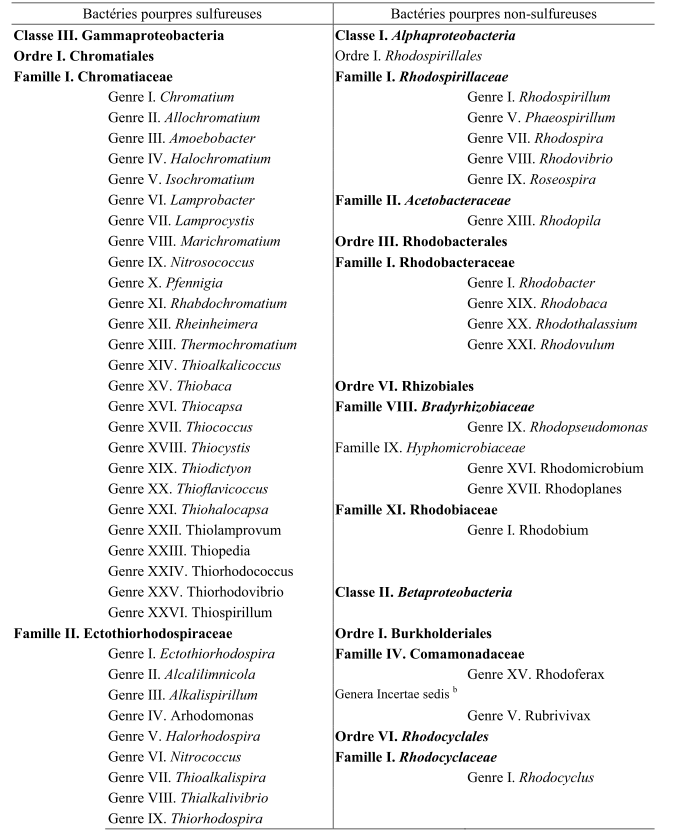 Bactéries pourpres sulfureuses
Classe III. Gammaproteobacteria
Ordre I. Chromatiales
Famille I. Chromatiaceae
Genre I. Chromatium
Genre II. Allochromatium
Genre III. Amoebobacter
Genre IV. Halochromatium
Genre V. Isochromatium
Genre VI. Lamprobacter
Genre VII. Lamprocystis
Genre VIII. Marichromatium
Genre IX. Nitrosococcus
Genre X. Pfennigia
Genre XI. Rhabdochromatium
Genre XII. Rheinheimera
Genre XIII. Thermochromatium
Genre XIV. Thioalkalicoccus
Genre XV. Thiobaca
Genre XVI. Thiocapsa
Genre XVII. Thiococcus
Genre XVIII. Thiocystis
Genre XIX. Thiodictyon
Genre XX. Thioflavicoccus
Genre XXI. Thiohalocapsa
Genre XXII. Thiolamprovum
Genre XXIII. Thiopedia
Genre XXIV. Thiorhodococcus
Genre XXV. Thiorhodovibrio
Genre XXVI. Thiospirillum
Famille II. Ectothiorhodospiraceae
Genre I. Ectothiorhodospira
Genre II. Alcalilimnicola
Genre III. Alkalispirillum
Genre IV. Arhodomonas
Genre V. Halorhodospira
Genre VI. Nitrococcus
Genre VII. Thioalkalispira
Genre VIII. Thialkalivibrio
Genre IX. Thiorhodospira
Bactéries pourpres non-sulfureuses
Classe I. Alphaproteobacteria
Ordre I. Rhodospirillales
Famille I. Rhodospirillaceae
Genre I. Rhodospirillum
Genre V. Phaeospirillum
Genre VII. Rhodospira
Genre VIII. Rhodovibrio
Genre IX. Roseospira
Famille II. Acetobacteraceae
Genre XIII. Rhodopila
Ordre III. Rhodobacterales
Famille I. Rhodobacteraceae
Genre I. Rhodobacter
Genre XIX. Rhodobaca
Genre XX. Rhodothalassium
Genre XXI. Rhodovulum
Ordre VI. Rhizobiales
Famille VIII. Bradyrhizobiaceae
Genre IX. Rhodopseudomonas
Famille IX. Hyphomicrobiaceae
Genre XVI. Rhodomicrobium
Genre XVII. Rhodoplanes
Famille XI. Rhodobiaceae
Genre I. Rhodobium
Classe II. Betaproteobacteria
Ordre I. Burkholderiales
Famille IV. Comamonadaceae
Genre XV. Rhodoferax
Genera Incertae sedis b
Genre V. Rubrivivax
Ordre VI. Rhodocyclales
Famille I. Rhodocyclaceae
Genre I. Rhodocyclus